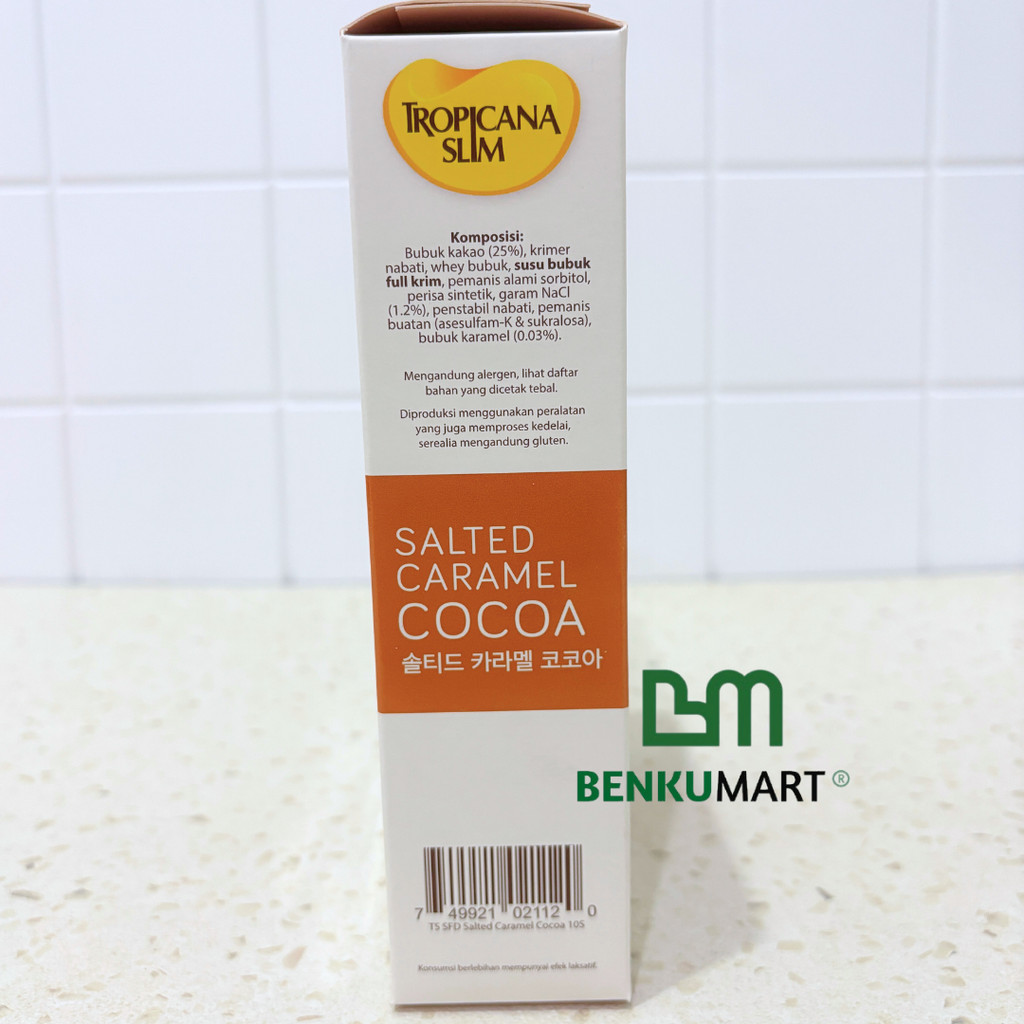 TROPICANA
SLIM
Komposisi:
Bubuk kakao (25%), krimer
nabati, whey bubuk, susu bubuk
full krim, pemanis alami sorbitol,
perisa sintetik, garam NaCl
(1.2%), penstabil nabati, pemanis
buatan (asesulfam-K & sukralosa),
bubuk karamel (0.03%).
Mengandung alergen, lihat daftar
bahan yang dicetak tebal.
Diproduksi menggunakan peralatan
yang juga memproses kedelai,
serealia mengandung gluten.
SALTED
CARAMEL
COCOA
솔티드 카라멜 코코아
BENKUMART®
7 49921 02112 0
TS SFD Salted Caramel Cocoa 10S
Konsumsi berlebihan mempunyai efek laksatif.